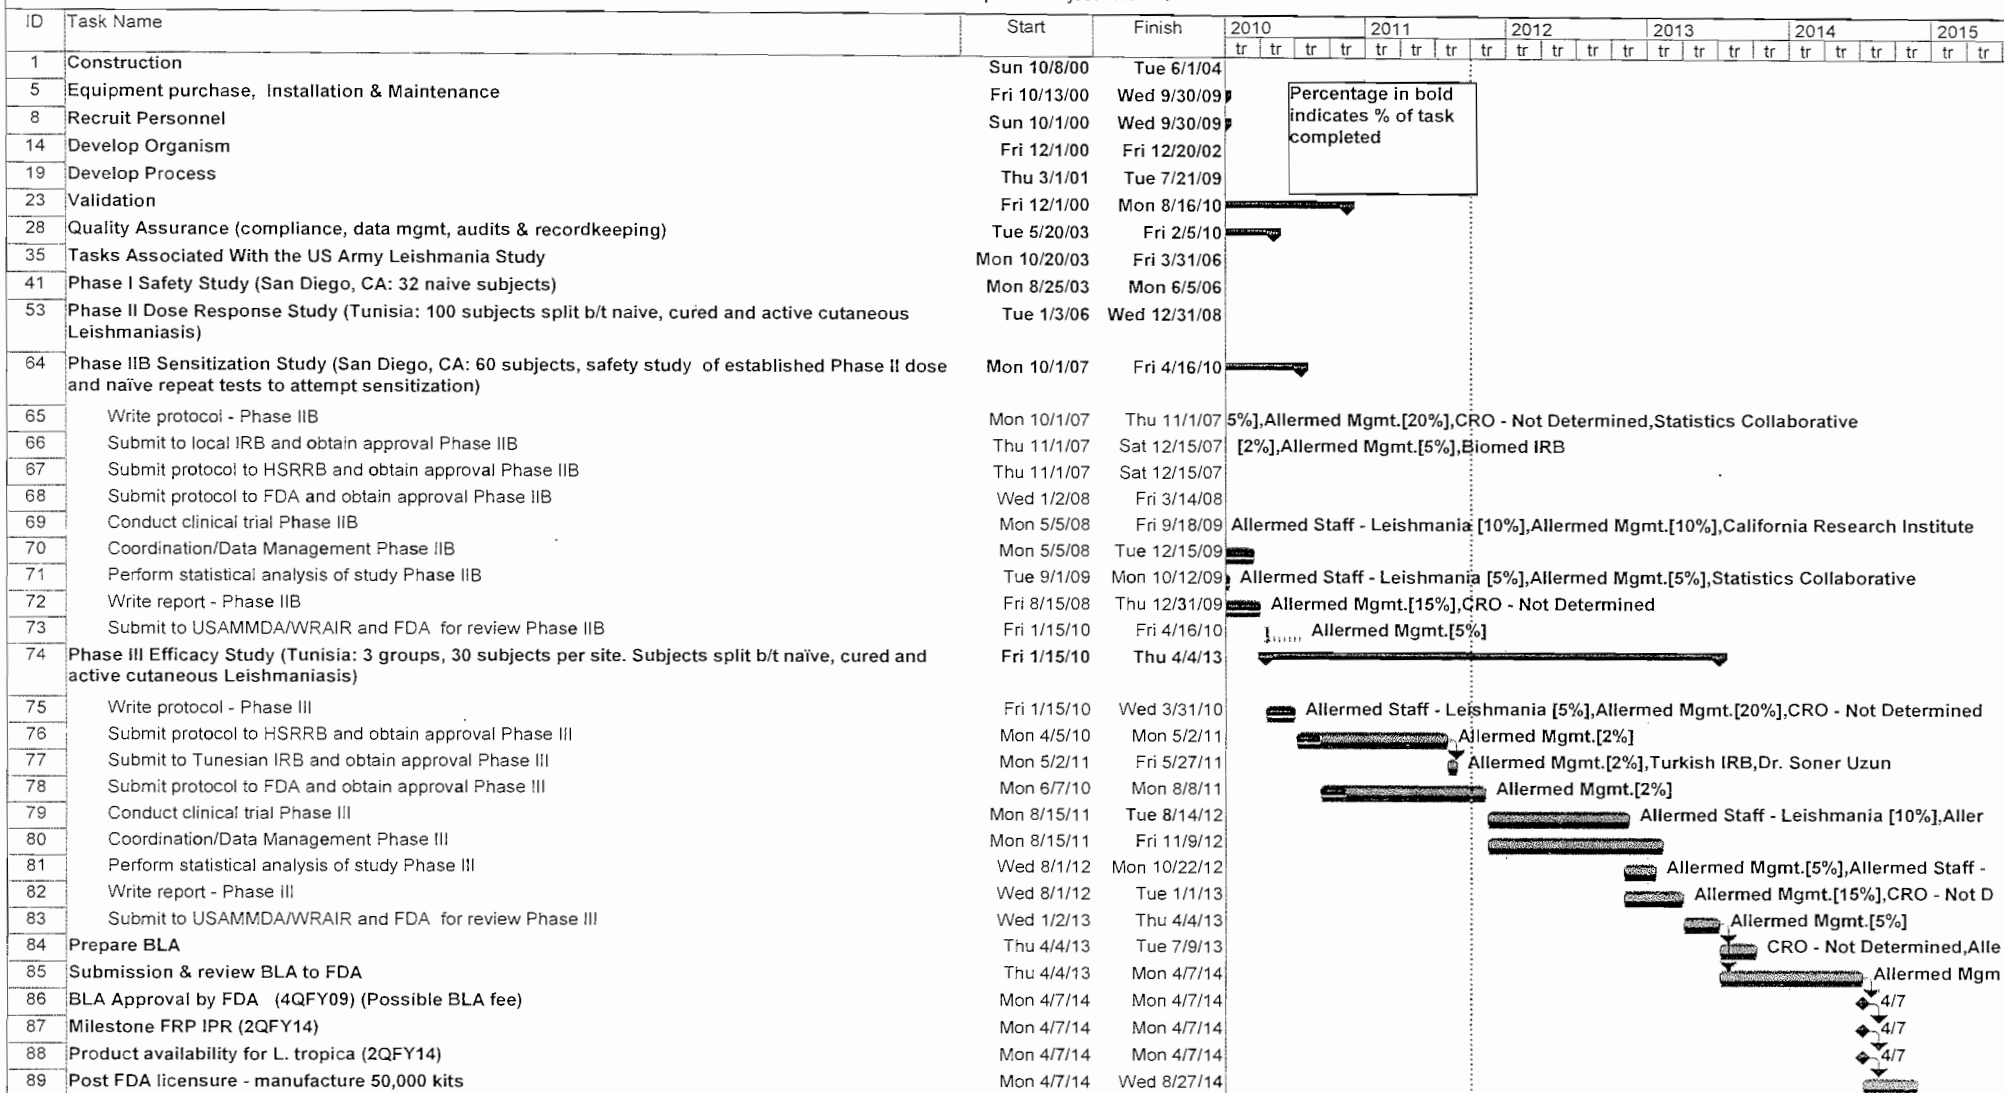 ID Task Name Start Finish 2010 2011 2012 2013 2014 2015
tr tr tr tr tr tr tr tr tr tr tr tr tr tr tr tr tr tr tr tr tr tr
1 Construction Sun 10/8/00 Tue 6/1/04
5 Equipment purchase, Installation & Maintenance Fri 10/13/00 Wed 9/30/09
Percentage in bold
indicates % of task
completed
8 Recruit Personnel Sun 10/1/00 Wed 9/30/09
14 Develop Organism Fri 12/1/00 Fri 12/20/02
19 Develop Process Thu 3/1/01 Tue 7/21/09
23 Validation Fri 12/1/00 Mon 8/16/10
28 Quality Assurance (compliance, data mgmt, audits & recordkeeping) Tue 5/20/03 Fri 2/5/10
35 Tasks Associated With the US Army Leishmania Study Mon 10/20/03 Fri 3/31/06
41 Phase I Safety Study (San Diego, CA: 32 naive subjects) Mon 8/25/03 Mon 6/5/06
53 Phase II Dose Response Study (Tunisia: 100 subjects split b/t naive, cured and active cutaneous Tue 1/3/06 Wed 12/31/08
Leishmaniasis)
64 Phase IIB Sensitization Study (San Diego, CA: 60 subjects, safety study of established Phase II dose Mon 10/1/07 Fri 4/16/10
and naïve repeat tests to attempt sensitization)
65 Write protocol - Phase IIB Mon 10/1/07 Thu 11/1/07 5%],Allermed Mgmt.[20%],CRO - Not Determined,Statistics Collaborative
66 Submit to local IRB and obtain approval Phase IIB Thu 11/1/07 Sat 12/15/07 [2%],Allermed Mgmt.[5%],Biomed IRB
67 Submit protocol to HSRRB and obtain approval Phase IIB Thu 11/1/07 Sat 12/15/07
68 Submit protocol to FDA and obtain approval Phase IIB Wed 1/2/08 Fri 3/14/08
69 Conduct clinical trial Phase IIB Mon 5/5/08 Fri 9/18/09 Allermed Staff - Leishmania [10%],Allermed Mgmt.[10%],California Research Institute
70 Coordination/Data Management Phase IIB Mon 5/5/08 Tue 12/15/09
71 Perform statistical analysis of study Phase IIB Tue 9/1/09 Mon 10/12/09 Allermed Staff - Leishmania [5%],Allermed Mgmt.[5%],Statistics Collaborative
72 Write report - Phase IIB Fri 8/15/08 Thu 12/31/09 Allermed Mgmt.[15%],CRO - Not Determined
73 Submit to USAMMDA/WRAIR and FDA for review Phase IIB Fri 1/15/10 Fri 4/16/10 Allermed Mgmt.[5%]
74 Phase III Efficacy Study (Tunisia: 3 groups, 30 subjects per site. Subjects split b/t naïve, cured and Fri 1/15/10 Thu 4/4/13
active cutaneous Leishmaniasis)
75 Write protocol - Phase III Fri 1/15/10 Wed 3/31/10 Allermed Staff - Leishmania [5%],Allermed Mgmt.[20%],CRO - Not Determined
76 Submit protocol to HSRRB and obtain approval Phase III Mon 4/5/10 Mon 5/2/11 Allermed Mgmt.[2%]
77 Submit to Tunesian IRB and obtain approval Phase III Mon 5/2/11 Fri 5/27/11 Allermed Mgmt.[2%],Turkish IRB,Dr. Soner Uzun
78 Submit protocol to FDA and obtain approval Phase III Mon 6/7/10 Mon 8/8/11 Allermed Mgmt.[2%]
79 Conduct clinical trial Phase III Mon 8/15/11 Tue 8/14/12 Allermed Staff - Leishmania [10%],Aller
80 Coordination/Data Management Phase III Mon 8/15/11 Fri 11/9/12
81 Perform statistical analysis of study Phase III Wed 8/1/12 Mon 10/22/12 Allermed Mgmt.[5%],Allermed Staff -
82 Write report - Phase III Wed 8/1/12 Tue 1/1/13 Allermed Mgmt.[15%],CRO - Not D
83 Submit to USAMMDA/WRAIR and FDA for review Phase III Wed 1/2/13 Thu 4/4/13 Allermed Mgmt.[5%]
84 Prepare BLA Thu 4/4/13 Tue 7/9/13 CRO - Not Determined,Alle
85 Submission & review BLA to FDA Thu 4/4/13 Mon 4/7/14 Allermed Mgm
86 BLA Approval by FDA (4QFY09) (Possible BLA fee) Mon 4/7/14 Mon 4/7/14 4/7
87 Milestone FRP IPR (2QFY14) Mon 4/7/14 Mon 4/7/14 4/7
88 Product availability for L. tropica (2QFY14) Mon 4/7/14 Mon 4/7/14 4/7
89 Post FDA licensure - manufacture 50,000 kits Mon 4/7/14 Wed 8/27/14